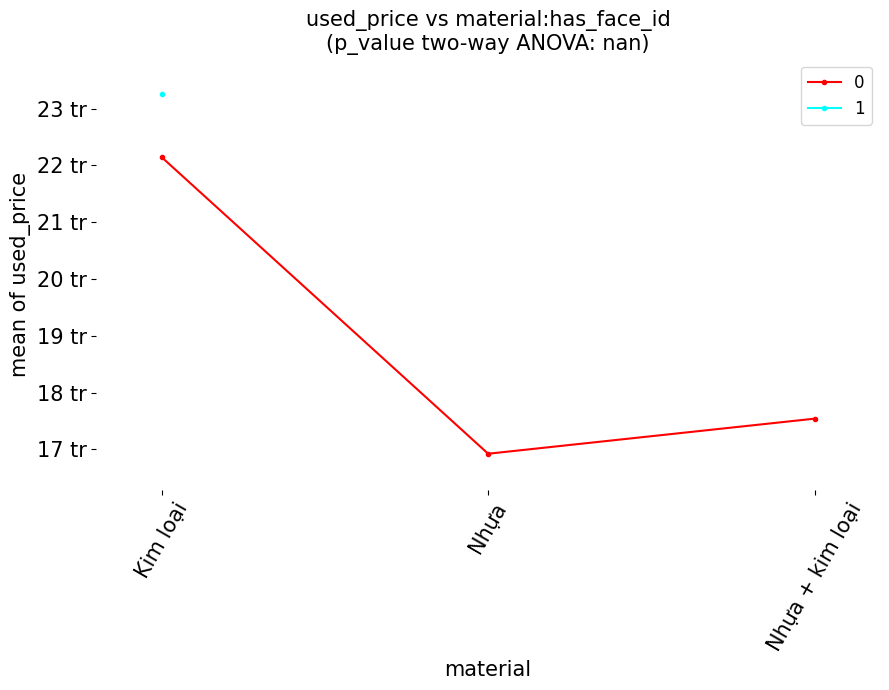 used_price vs material:has_face_id
(p_value two-way ANOVA: nan)
0
1
23 tr
22 tr
21 tr
20 tr
19 tr
18 tr
17 tr
mean of used_price
Kim loại
Nhựa
Nhựa + kim loại
material